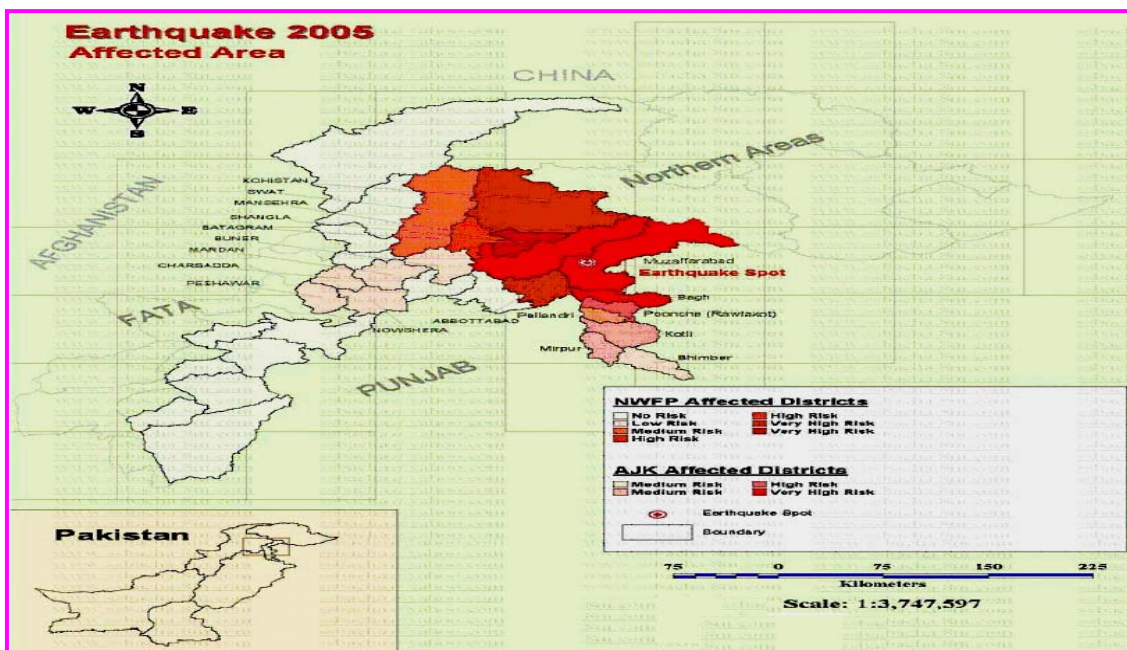 Earthquake 2005
Affected Area
CHINA
N
W E
S
Northern Areas
AFGHANISTAN
KOHISTAN
SWAT
MANSEHRA
SHANGLA
BATAGRAM
BUNER
MARDAN
CHARSADDA
PESHAWAR
Muzaffarabad
Earthquake Spot
FATA
Bagh
ABBOTTABAD
Pallandri
Poonche (Rawlakot)
NOWSHERA
Kotli
Mirpur
Bhimber
PUNJAB
NWFP Affected Districts
No Risk
Low Risk
Medium Risk
High Risk
High Risk
Very High Risk
Very High Risk
AJK Affected Districts
Medium Risk
Medium Risk
High Risk
Very High Risk
Earthquake Spot
Boundary
Pakistan
75 0 75 150 225
Kilometers
Scale: 1:3,747,597